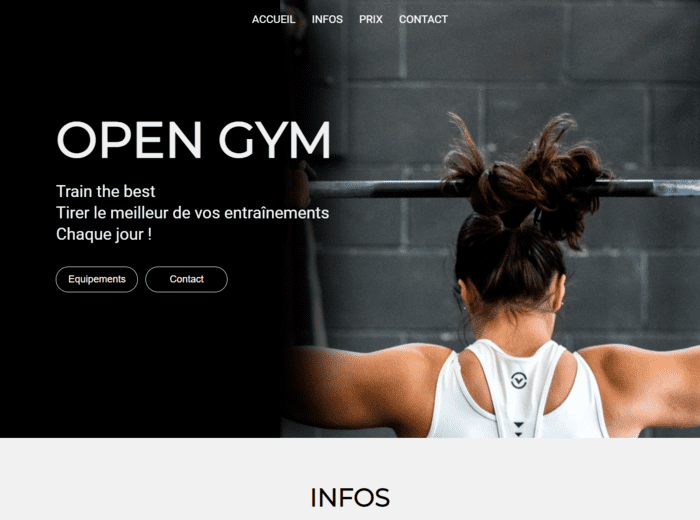 ACCUEIL INFOS PRIX CONTACT
OPEN GYM
Train the best
Tirer le meilleur de vos entraînements
Chaque jour !
Equipements Contact
INFOS